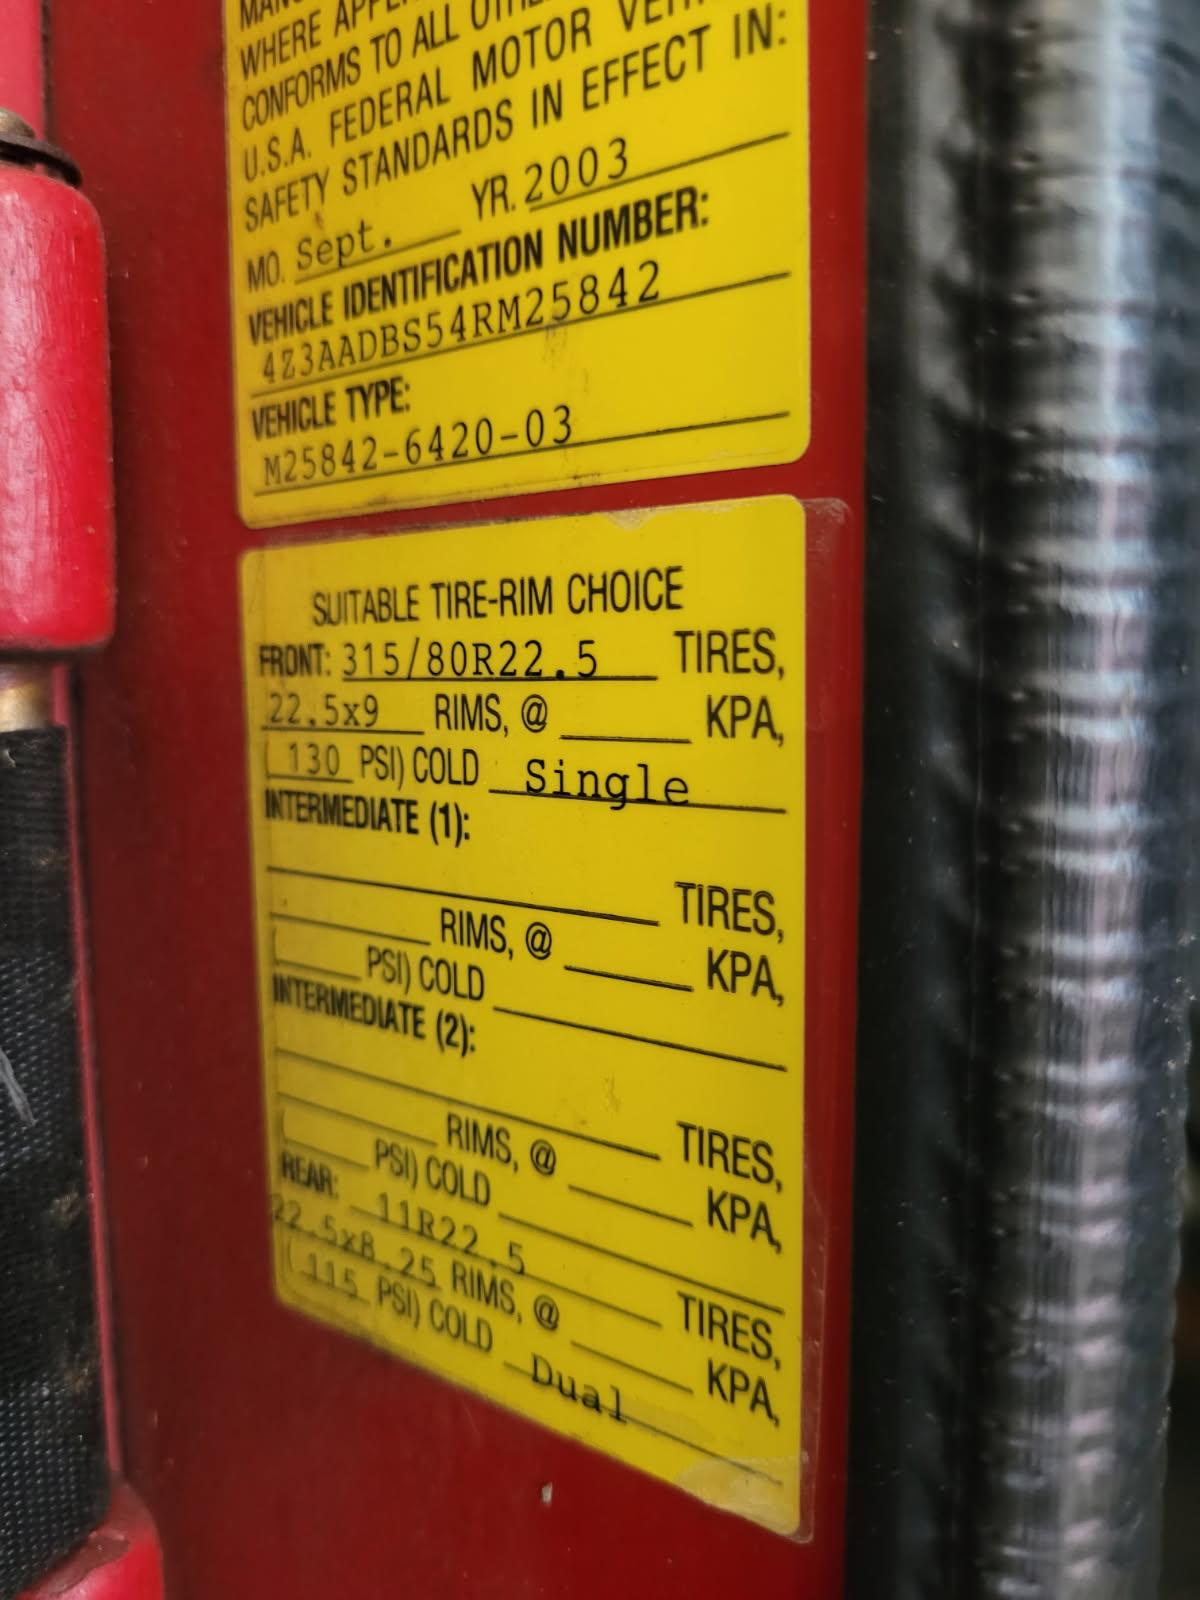 WHERE
CONFORMS TO ALL
U.S.A. FEDERAL MOTOR
SAFETY STANDARDS IN EFFECT IN:
MO. Sept. YR. 2003
VEHICLE IDENTIFICATION NUMBER:
4Z3AADBS54RM25842
VEHICLE TYPE:
M25842-6420-03
SUITABLE TIRE-RIM CHOICE
FRONT: 315/80R22.5 TIRES,
22.5x9 RIMS, @ KPA,
( 130 PSI) COLD Single
INTERMEDIATE (1):
TIRES,
RIMS, @ KPA,
( PSI) COLD
INTERMEDIATE (2):
TIRES,
RIMS, @ KPA,
( PSI) COLD
REAR: 11R22.5 TIRES,
22.5x8.25 RIMS, @ KPA,
( 115 PSI) COLD Dual